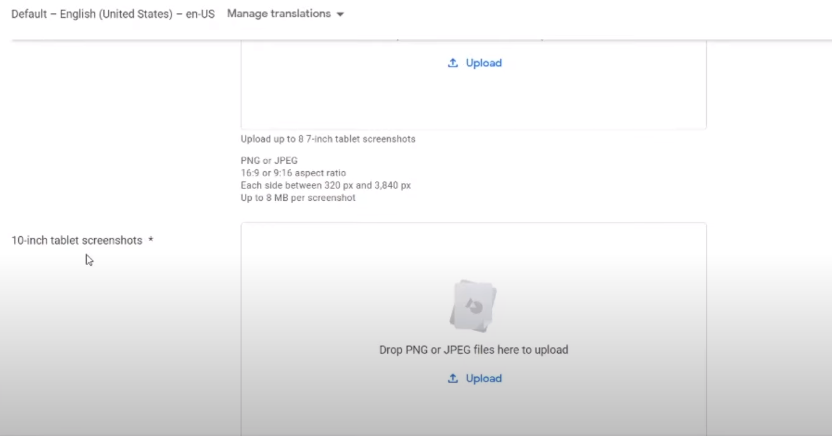 Default – English (United States) – en-US Manage translations
Upload
Upload up to 8 7-inch tablet screenshots
PNG or JPEG
16:9 or 9:16 aspect ratio
Each side between 320 px and 3,840 px
Up to 8 MB per screenshot
10-inch tablet screenshots *
Drop PNG or JPEG files here to upload
Upload